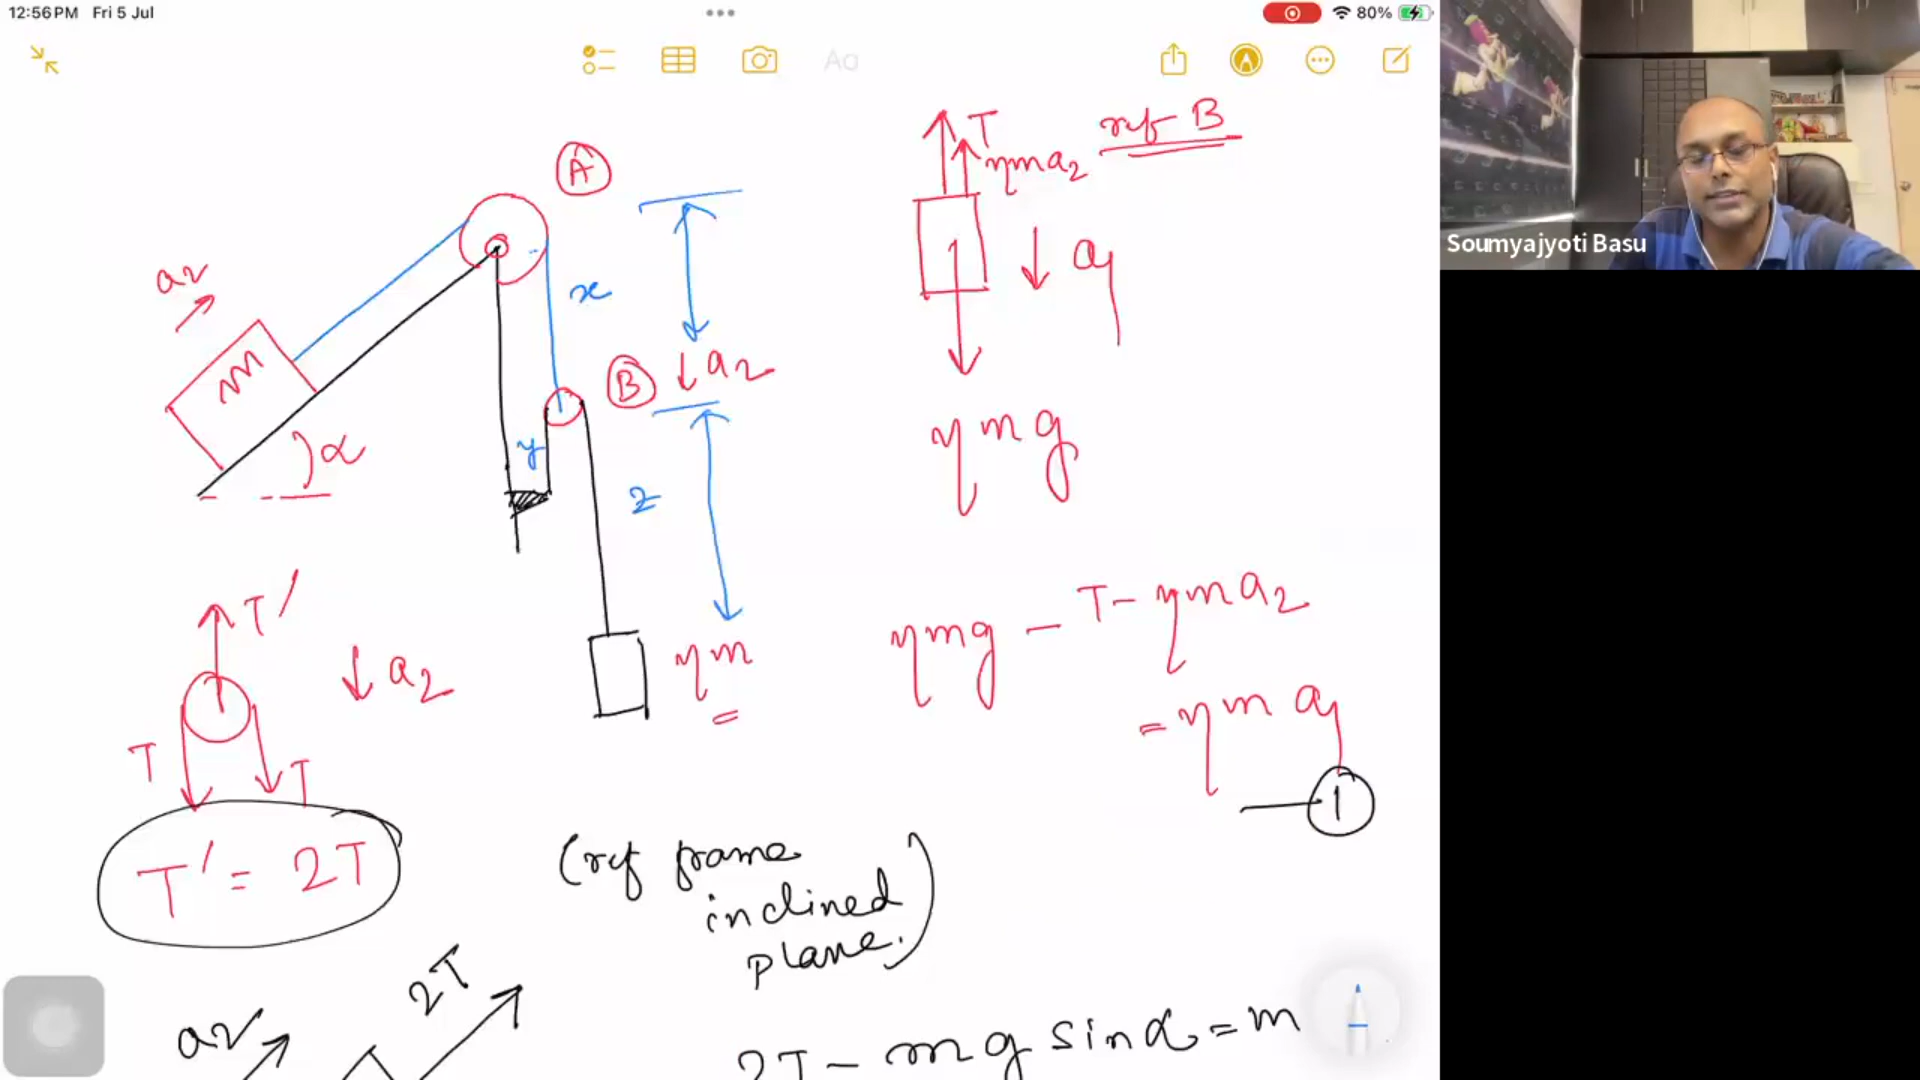 12:56 PM Fri 5 Jul
80%
Aa
Soumyajyoti Basu
A
T
ηma2
ref B
a2
x
m
a1
B
a2
α
y
z
ηmg
T'
a2
ηm
T
T
T' = 2T
ηmg - T - ηma2
= ηm a1
1
(ref frame
inclined
plane.)
2T
a2
2T - mg sinα = m